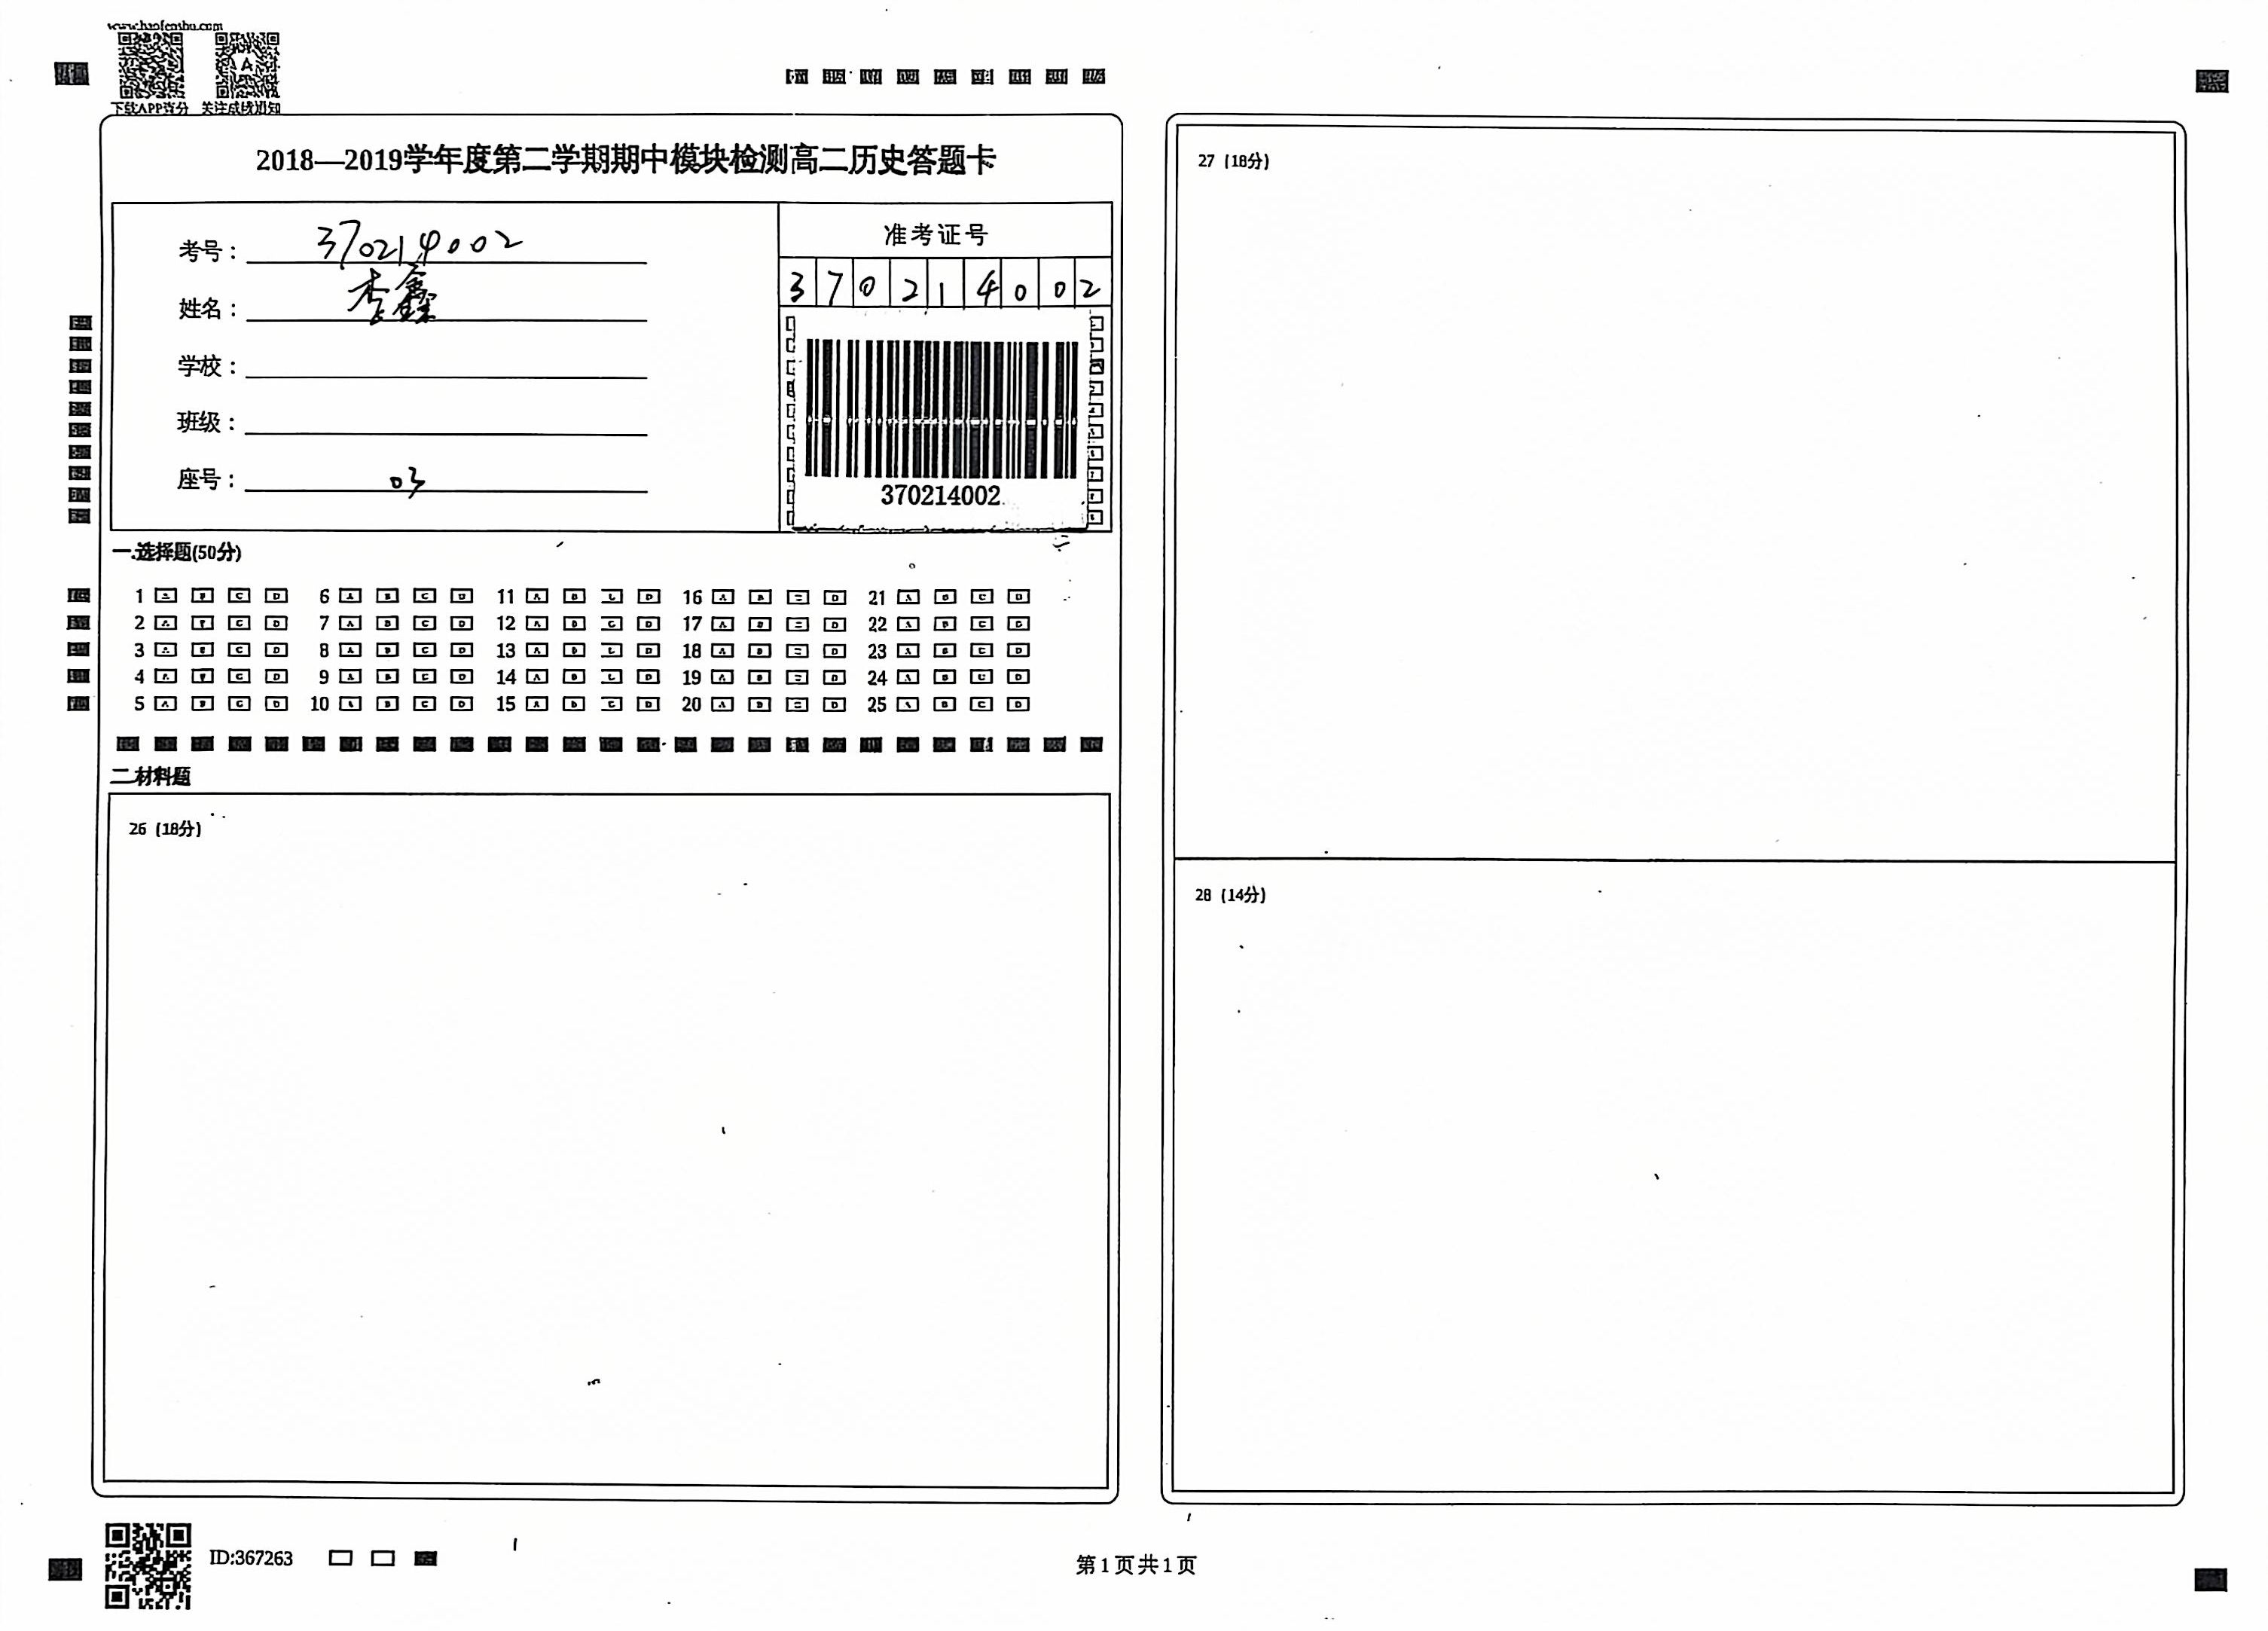 www.haofenshu.com
下载APP查分 关注成绩通知
2018—2019学年度第二学期期中模块检测高二历史答题卡
考号： 370214002
姓名： 李鑫
学校：
班级：
座号： 03
准考证号
3 7 0 2 1 4 0 0 2
370214002
一.选择题(50分)
1 A B C D 6 A B C D 11 A B C D 16 A B C D 21 A B C D
2 A B C D 7 A B C D 12 A B C D 17 A B C D 22 A B C D
3 A B C D 8 A B C D 13 A B C D 18 A B C D 23 A B C D
4 A B C D 9 A B C D 14 A B C D 19 A B C D 24 A B C D
5 A B C D 10 A B C D 15 A B C D 20 A B C D 25 A B C D
二.材料题
26 (18分)
27 (18分)
28 (14分)
ID:367263
第1页共1页